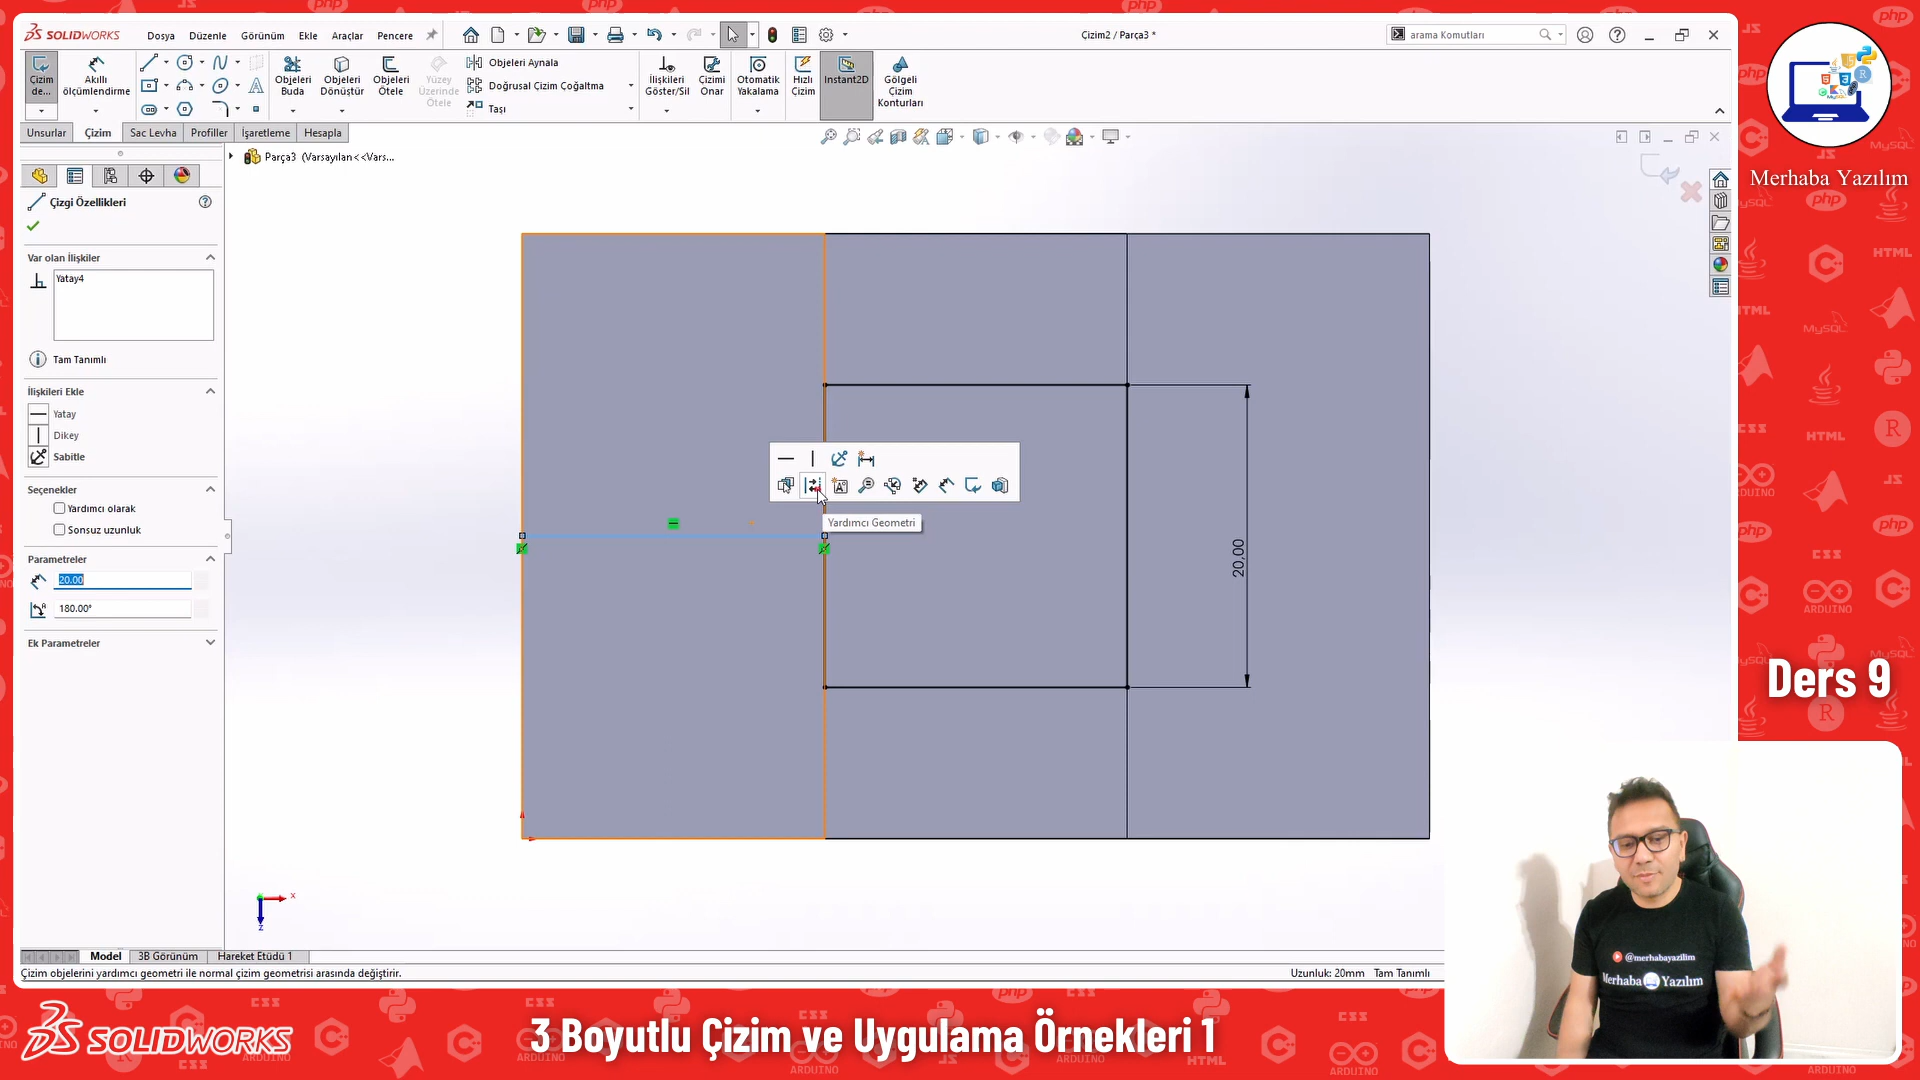 SOLIDWORKS
Dosya
Düzenle
Görünüm
Ekle
Araçlar
Pencere
Çizim2 / Parça3 *
arama Komutları
Çizim de...
Akıllı ölçümlendirme
Objeleri Buda
Objeleri Dönüştür
Objeleri Ötele
Yüzey Üzerinde Ötele
Objeleri Aynala
Doğrusal Çizim Çoğaltma
Taşı
İlişkileri Göster/Sil
Çizimi Onar
Otomatik Yakalama
Hızlı Çizim
Instant2D
Gölgeli Çizim Konturları
Unsurlar
Çizim
Sac Levha
Profiller
İşaretleme
Hesapla
Parça3 (Varsayılan<<Vars...
Merhaba Yazılım
Çizgi Özellikleri
Var olan İlişkiler
Yatay4
Tam Tanımlı
İlişkileri Ekle
Yatay
Dikey
Sabitle
Seçenekler
Yardımcı olarak
Sonsuz uzunluk
Parametreler
20.00
180.00°
Ek Parametreler
Yardımcı Geometri
20,00
x
z
Ders 9
@merhabayazilim
Merhaba Yazılım
Model
3B Görünüm
Hareket Etüdü 1
Çizim objelerini yardımcı geometri ile normal çizim geometrisi arasında değiştirir.
Uzunluk: 20mm
Tam Tanımlı
SOLIDWORKS
3 Boyutlu Çizim ve Uygulama Örnekleri 1